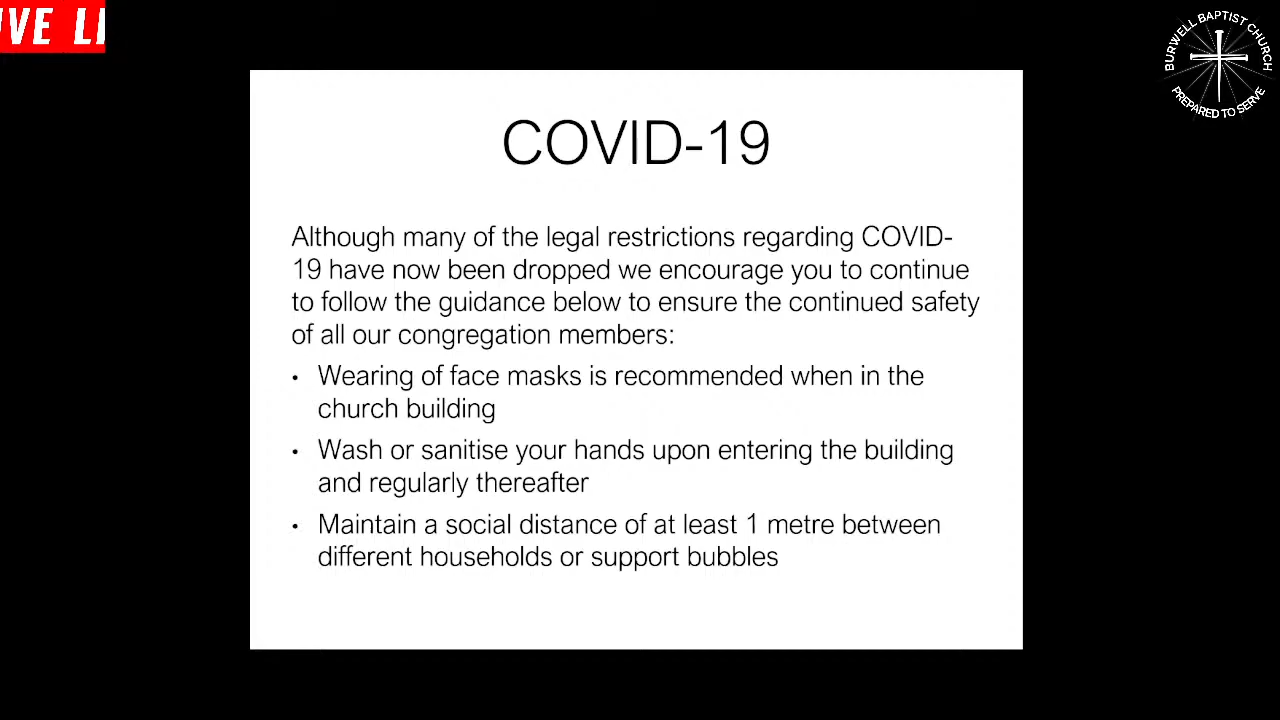 VE LI
BURWELL BAPTIST CHURCH
PREPARED TO SERVE
COVID-19
Although many of the legal restrictions regarding COVID-
19 have now been dropped we encourage you to continue
to follow the guidance below to ensure the continued safety
of all our congregation members:
• Wearing of face masks is recommended when in the
church building
• Wash or sanitise your hands upon entering the building
and regularly thereafter
• Maintain a social distance of at least 1 metre between
different households or support bubbles